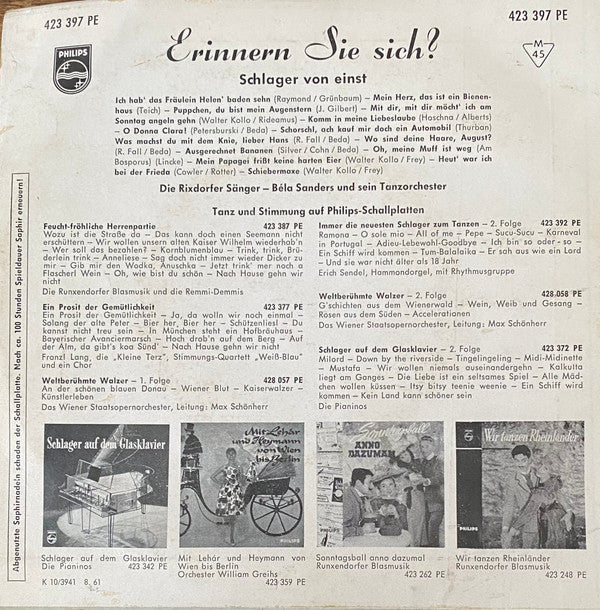 423 397 PE
423 397 PE
PHILIPS
Erinnern Sie sich?
M
45
Schlager von einst
Ich hab' das Fräulein Helen' baden sehn (Raymond / Grünbaum) – Mein Herz, das ist ein Bienen-
haus (Teich) – Puppchen, du bist mein Augenstern (J. Gilbert) – Mit dir, mit dir möcht' ich am
Sonntag angeln gehn (Walter Kollo / Rideamus) – Komm in meine Liebeslaube (Hoschna / Alberts)
– O Donna Clara! (Petersburski / Beda) – Schorschl, ach kauf mir doch ein Automobil (Thurban)
Was machst du mit dem Knie, lieber Hans (R. Fall / Beda) – Wo sind deine Haare, August?
(R. Fall / Beda) – Ausgerechnet Bananen (Silver / Cohn / Beda) – Oh, meine Muff ist weg (Am
Bosporus) (Lincke) – Mein Papagei frißt keine harten Eier (Walter Kollo / Frey) – Heut' war ich
bei der Frieda (Cowler / Rotter) – Schiebermaxe (Walter Kollo / Frey)
Die Rixdorfer Sänger – Béla Sanders und sein Tanzorchester
Tanz und Stimmung auf Philips-Schallplatten
Feucht-fröhliche Herrenpartie 423 387 PE
Wozu ist die Straße da – Das kann doch einen Seemann nicht
erschüttern – Wir wollen unsern alten Kaiser Wilhelm wiederhab'n
– Wer soll das bezahlen? – Kornblumenblau – Trink, trink, Brü-
derlein trink – Anneliese – Sag doch nicht immer wieder Dicker zu
mir – Gib mir den Wodka, Anuschka – Jetzt trink' mer noch a
Flascherl Wein – Oh, wie bist du schön – Nach Hause gehn wir
nicht
Die Runxendorfer Blasmusik und die Remmi-Demmis
Ein Prosit der Gemütlichkeit 423 377 PE
Ein Prosit der Gemütlichkeit – Ja, da wolln wir noch einmal –
Solang der alte Peter – Bier her, Bier her – Schützenliesl – Du
kannst nicht treu sein – In München steht ein Hofbräuhaus –
Bayerischer Avanciermarsch – Hoch drob'n auf dem Berg – Auf
der Alm, da gibt's koa Sünd' – Nach Hause gehn wir nicht
Franzl Lang, die „Kleine Terz", Stimmungs-Quartett „Weiß-Blau"
und ein Chor
Weltberühmte Walzer – 1. Folge 428 057 PE
An der schönen blauen Donau – Wiener Blut – Kaiserwalzer –
Künstlerleben
Das Wiener Staatsopernorchester, Leitung: Max Schönherr
Immer die neuesten Schlager zum Tanzen – 2. Folge 423 392 PE
Ramona – O sole mio – All of me – Pepe – Sucu-Sucu – Karneval
in Portugal – Adieu-Lebewohl-Goodbye – Ich bin' so oder so –
Ein Schiff wird kommen – Tum-Balalaika – Er sah aus wie ein Lord
– Und sie war nicht älter als 18 Jahr
Erich Sendel, Hammondorgel, mit Rhythmusgruppe
Weltberühmte Walzer – 2. Folge 428 058 PE
G'schichten aus dem Wienerwald – Wein, Weib und Gesang –
Rosen aus dem Süden – Accelerationen
Das Wiener Staatsopernorchester, Leitung: Max Schönherr
Schlager auf dem Glasklavier – 2. Folge 423 372 PE
Milord – Down by the riverside – Tingelingeling – Midi-Midinette
– Mustafa – Wir wollen niemals auseinandergehn – Kalkutta
liegt am Ganges – Die Liebe ist ein seltsames Spiel – Alle Mäd-
chen wollen küssen – Itsy bitsy teenie weenie – Ein Schiff wird
kommen – Kein Land kann schöner sein
Die Pianinos
Abgenutzte Saphirnadeln schaden der Schallplatte. Nach ca. 100 Stunden Spieldauer Saphir erneuern!
Schlager auf dem Glasklavier
Mit Lehár
und Heymann
von Wien
bis Berlin
PHILIPS
Sonntagsball
ANNO
DAZUMAL
PHILIPS
Wir tanzen Rheinländer
Schlager auf dem Glasklavier
Die Pianinos 423 342 PE
Mit Lehár und Heymann von
Wien bis Berlin
Orchester William Greihs
423 359 PE
Sonntagsball anno dazumal
Runxendorfer Blasmusik
423 262 PE
Wir tanzen Rheinländer
Runxendorfer Blasmusik
423 248 PE
K 10/3941 8. 61